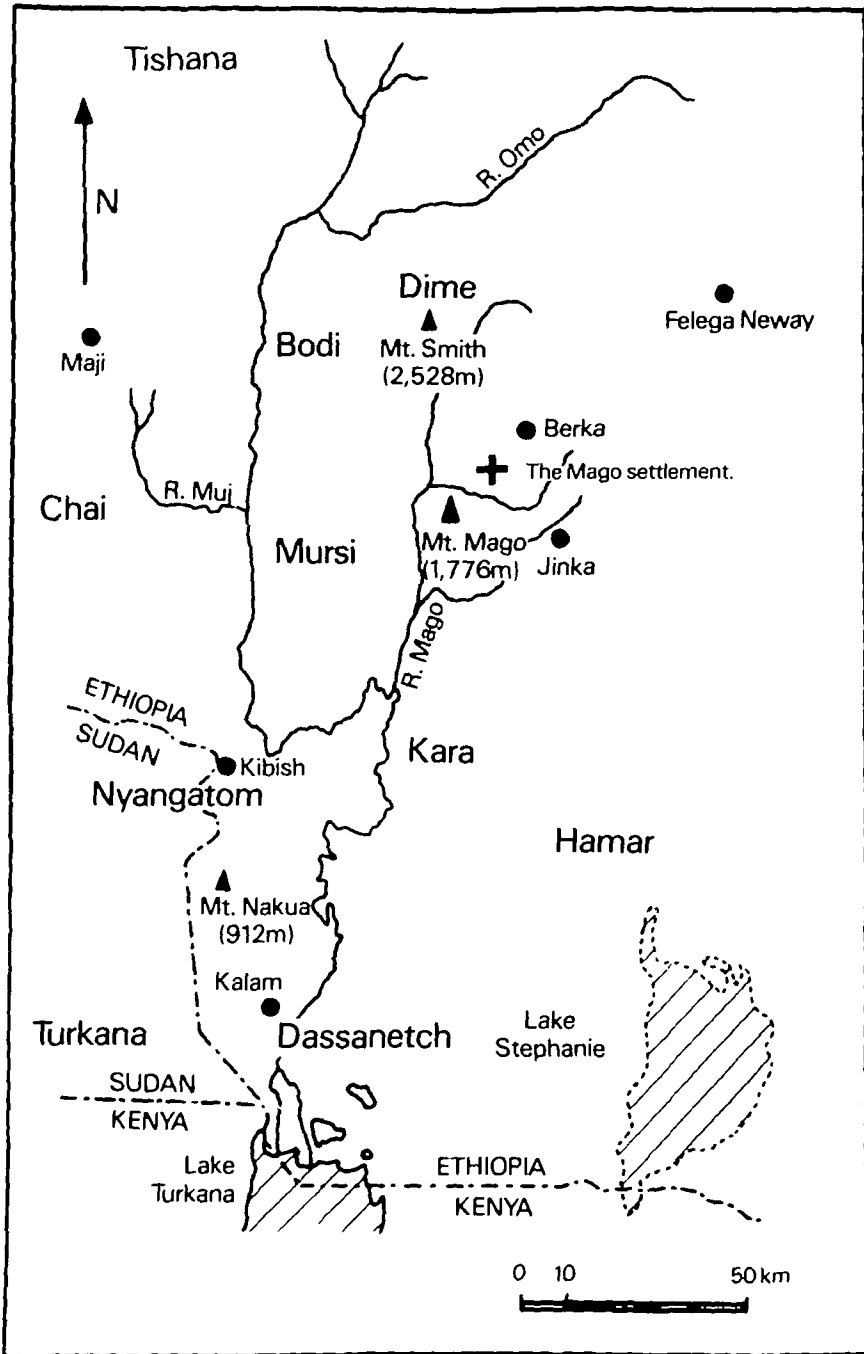 Tishana
N
R. Omo
Dime
Mt. Smith
(2,528m)
Felega Neway
Bodi
Maji
Berka
The Mago settlement.
R. Muj
Chai
Mursi
Mt. Mago
(1,776m)
Jinka
R. Mago
ETHIOPIA
SUDAN
Kibish
Kara
Nyangatom
Hamar
Mt. Nakua
(912m)
Kalam
Turkana
Dassanetch
Lake
Stephanie
SUDAN
KENYA
Lake
Turkana
ETHIOPIA
KENYA
0 10 50 km